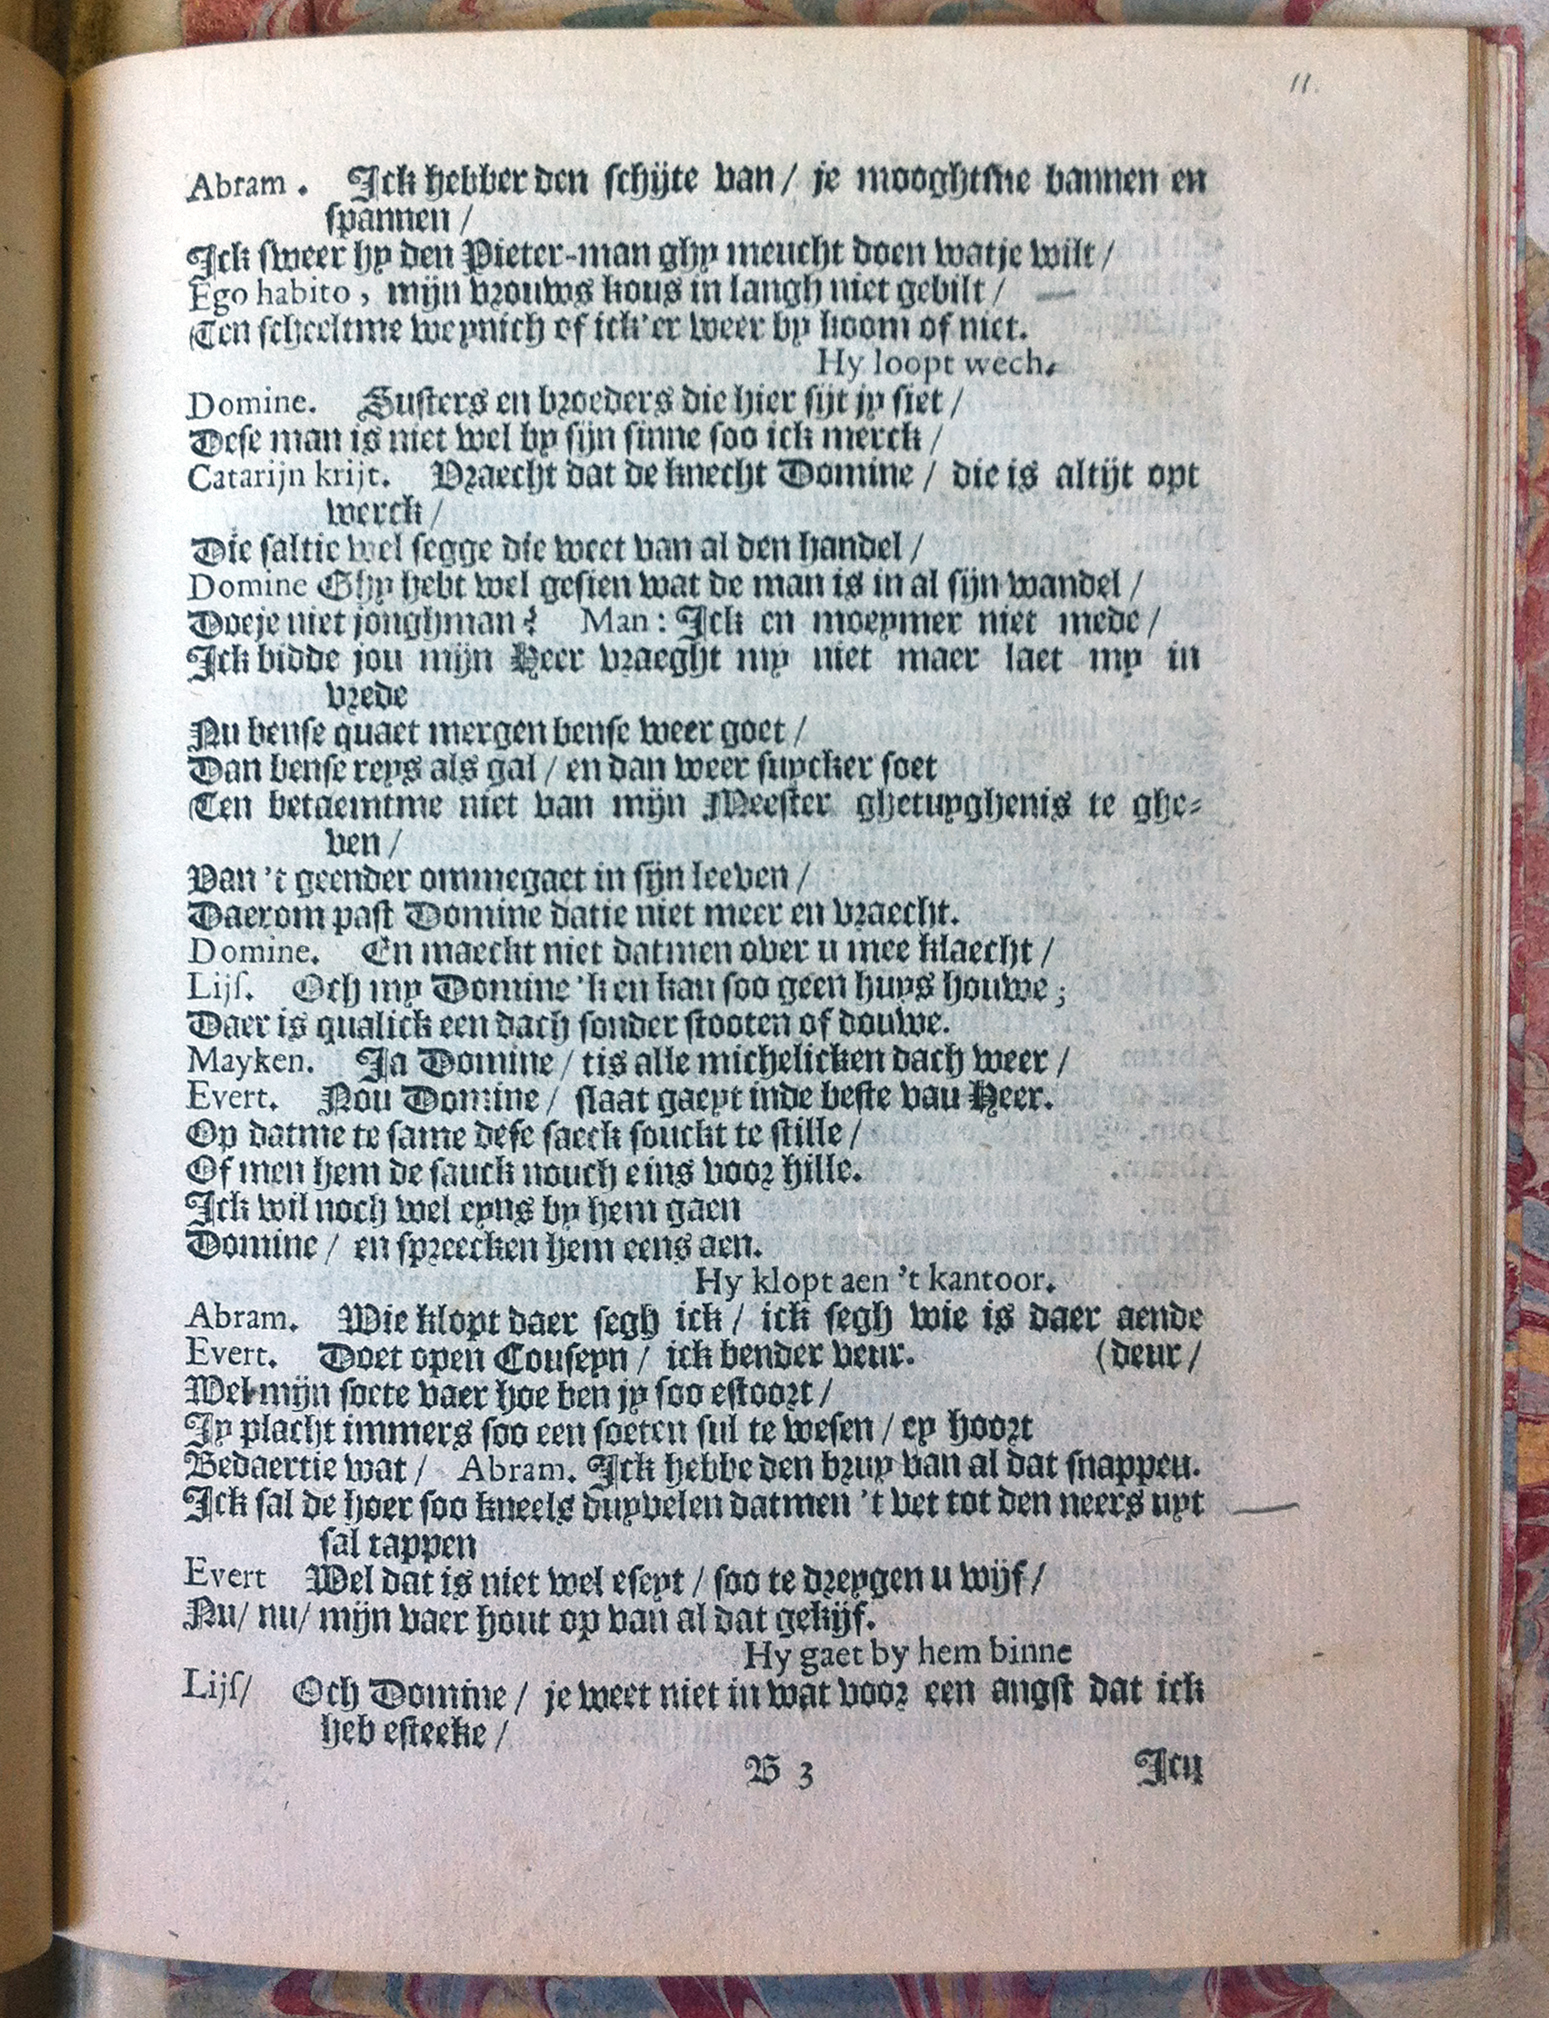 11.
Abram. Ick hebber den schijte van / je mooghtsne bannen en
spannen /
Ick sweer by den Pieter-man ghy meucht doen watje wilt /
Ego habito, mijn vrouws kous in langh niet gebilt /
Ten scheeltme weynich of ick'er weer by koom of niet.
Hy loopt wech.
Domine. Susters en broeders die hier sijt jy siet /
Dese man is niet wel by sijn sinne soo ick merck /
Catarijn krijt. Vraecht dat de knecht Domine / die is altijt opt
werck /
Die saltie wel segge die weet van al den handel /
Domine Ghy hebt wel gesien wat de man is in al sijn wandel /
Doeje niet jonghman? Man: Ick en moeymer niet mede /
Ick bidde jou mijn Heer vraeght my niet maer laet my in
vrede
Nu bense quaet mergen bense weer goet /
Dan bense reys als gal / en dan weer suycker soet
Ten betaemtme niet van mijn Meester ghetuyghenis te ghe-
ven /
Van 't geender ommegaet in sijn leeven /
Daerom past Domine datie niet meer en vraecht.
Domine. En maeckt niet datmen over u mee klaecht /
Lijs. Och my Domine 'k en kan soo geen huys houwe;
Daer is qualick een dach sonder stooten of douwe.
Mayken. Ja Domine / tis alle michelicken dach weer /
Evert. Nou Domine / slaat gaeyt inde beste vau Heer.
Op datme te same dese saeck souckt te stille /
Of men hem de sauck nouch eins voor hille.
Ick wil noch wel eyns by hem gaen
Domine / en spreecken hem eens aen.
Hy klopt aen 't kantoor.
Abram. Wie klopt daer segh ick / ick segh wie is daer aende
Evert. Doet open Couseyn / ick bender veur. (deur /
Wel mijn soete vaer hoe ben jy soo estoort /
Jy placht immers soo een soeten sul te wesen / ey hoort
Bedaertie wat / Abram. Ick hebbe den bruy van al dat snappen.
Ick sal de hoer soo kneels duyvelen datmen 't vet tot den neers uyt
sal tappen
Evert Wel dat is niet wel eseyt / soo te dreygen u wijf /
Nu / nu / mijn vaer hout op van al dat gekijf.
Hy gaet by hem binne
Lijs / Och Domine / je weet niet in wat voor een angst dat ick
heb esteeke /
B 3 Icu